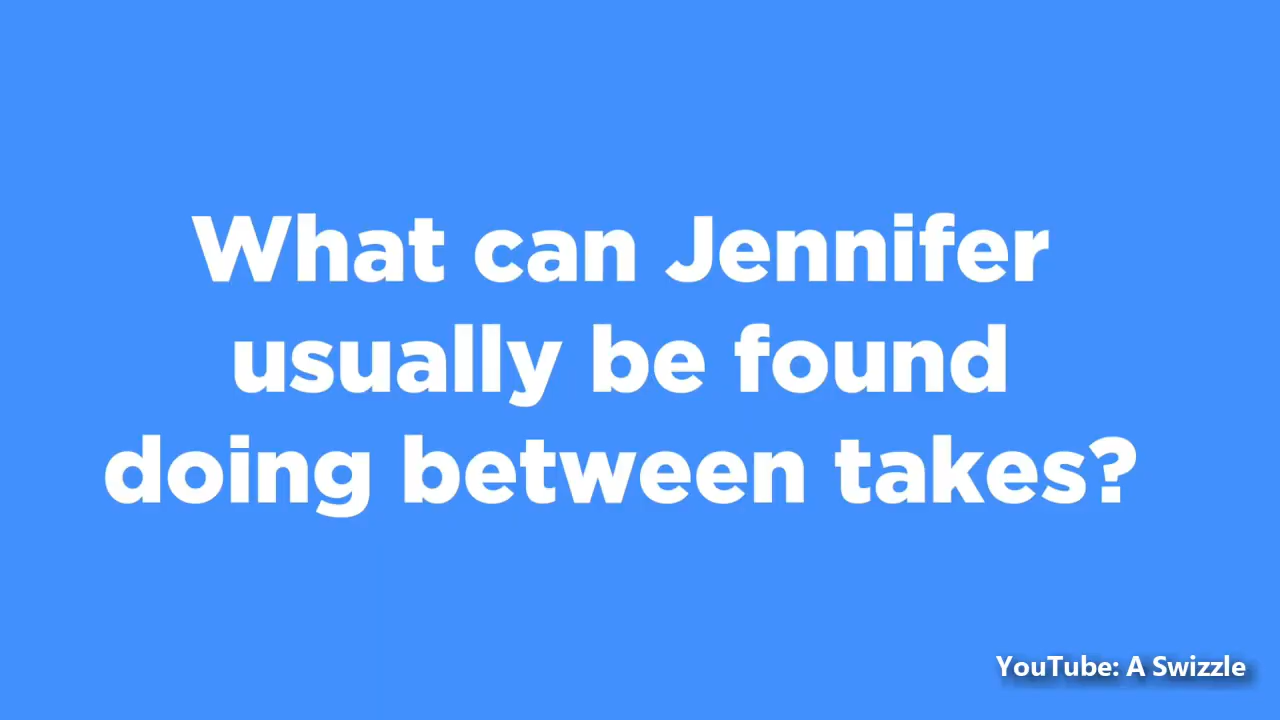 What can Jennifer
usually be found
doing between takes?
YouTube: A Swizzle